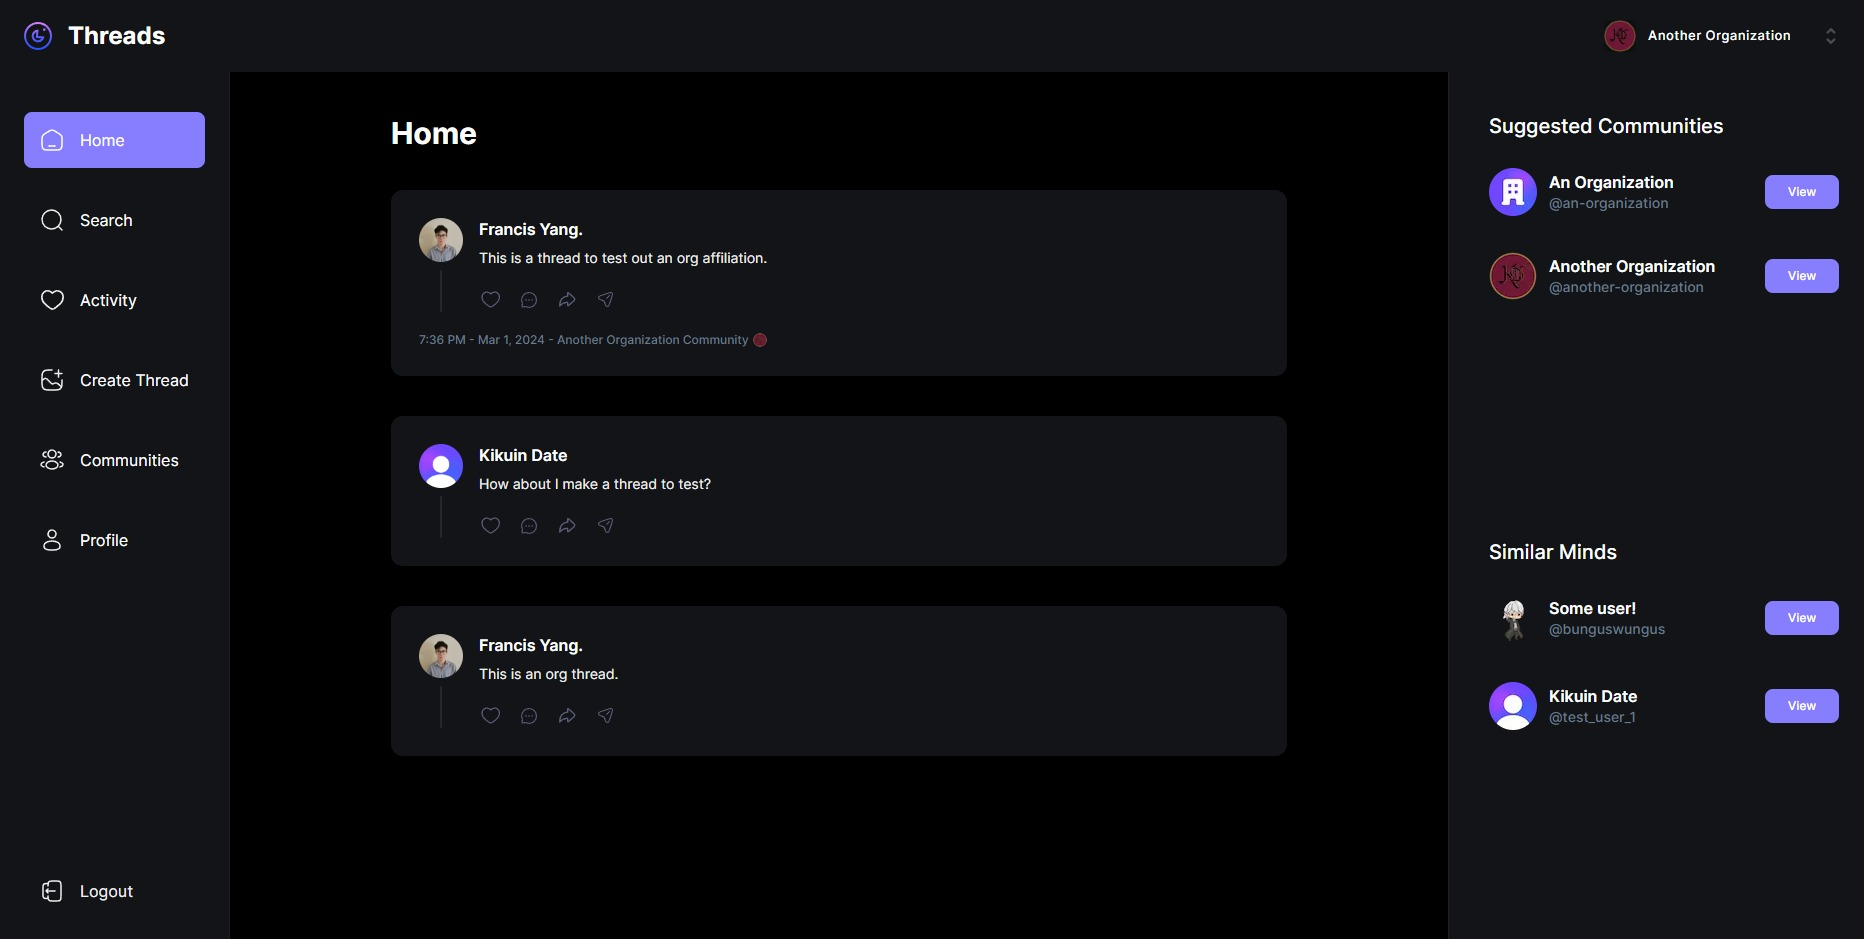 Threads
Another Organization
Home
Search
Activity
Create Thread
Communities
Profile
Logout
Home
Francis Yang.
This is a thread to test out an org affiliation.
7:36 PM - Mar 1, 2024 - Another Organization Community
Kikuin Date
How about I make a thread to test?
Francis Yang.
This is an org thread.
Suggested Communities
An Organization
@an-organization
View
Another Organization
@another-organization
View
Similar Minds
Some user!
@bunguswungus
View
Kikuin Date
@test_user_1
View